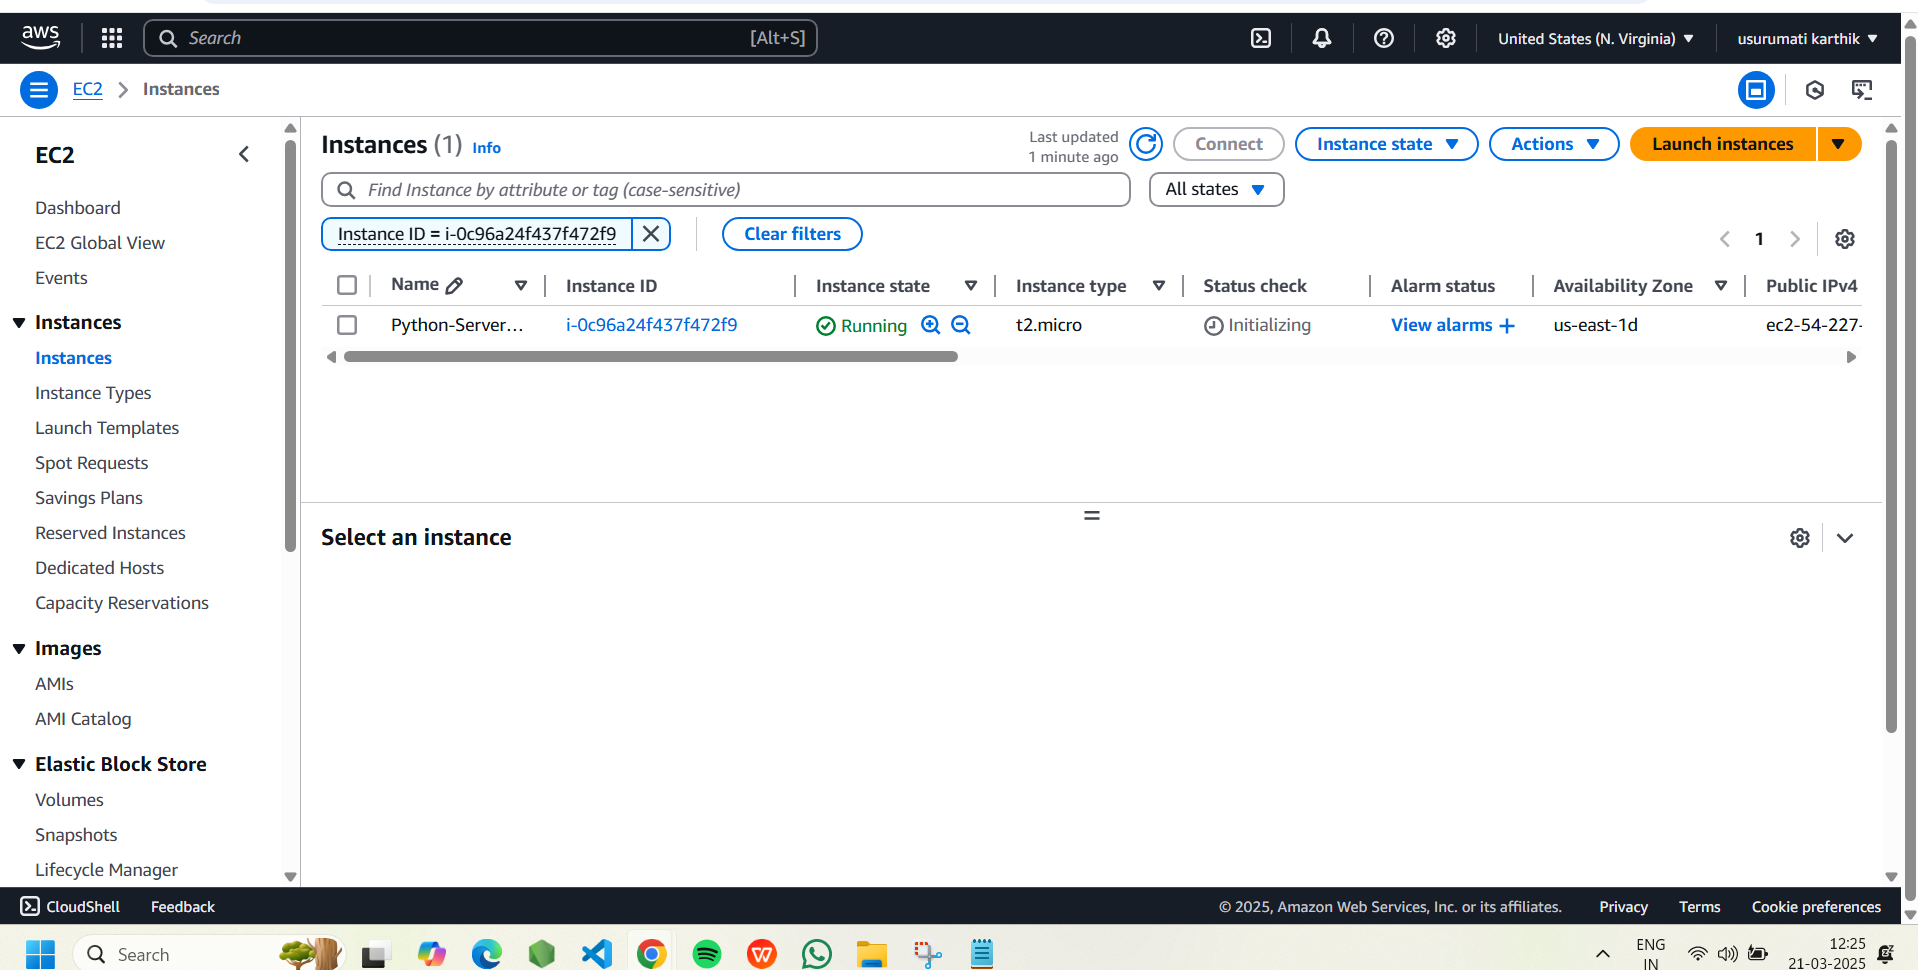 aws
Search [Alt+S]
United States (N. Virginia)
usurumati karthik
EC2
Instances
EC2
Dashboard
EC2 Global View
Events
Instances
Instances
Instance Types
Launch Templates
Spot Requests
Savings Plans
Reserved Instances
Dedicated Hosts
Capacity Reservations
Images
AMIs
AMI Catalog
Elastic Block Store
Volumes
Snapshots
Lifecycle Manager
Instances (1) Info
Last updated
1 minute ago
Connect
Instance state
Actions
Launch instances
Find Instance by attribute or tag (case-sensitive)
All states
Instance ID = i-0c96a24f437f472f9
Clear filters
1
Name Instance ID Instance state Instance type Status check Alarm status Availability Zone Public IPv4
Python-Server... i-0c96a24f437f472f9 Running t2.micro Initializing View alarms + us-east-1d ec2-54-227-
Select an instance
CloudShell Feedback © 2025, Amazon Web Services, Inc. or its affiliates. Privacy Terms Cookie preferences
Search
W
ENG
IN
12:25
21-03-2025